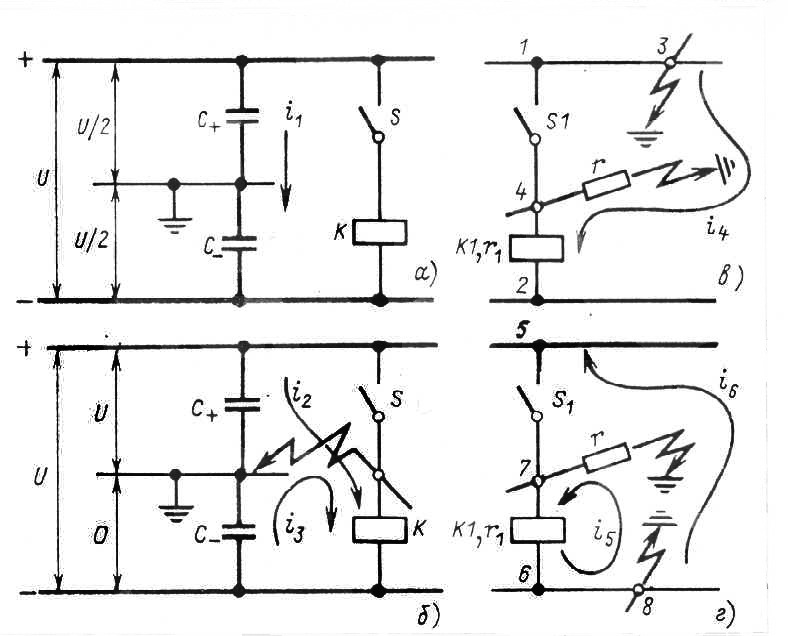 +
U
U/2
U/2
C₊
i₁
C₋
S
K
а)
−
1
3
S1
r
4
K1, r₁
i₄
2
в)
+
U
U
0
C₊
i₂
C₋
i₃
S
K
б)
−
5
S₁
i₆
r
7
K1, r₁
i₅
6
8
г)